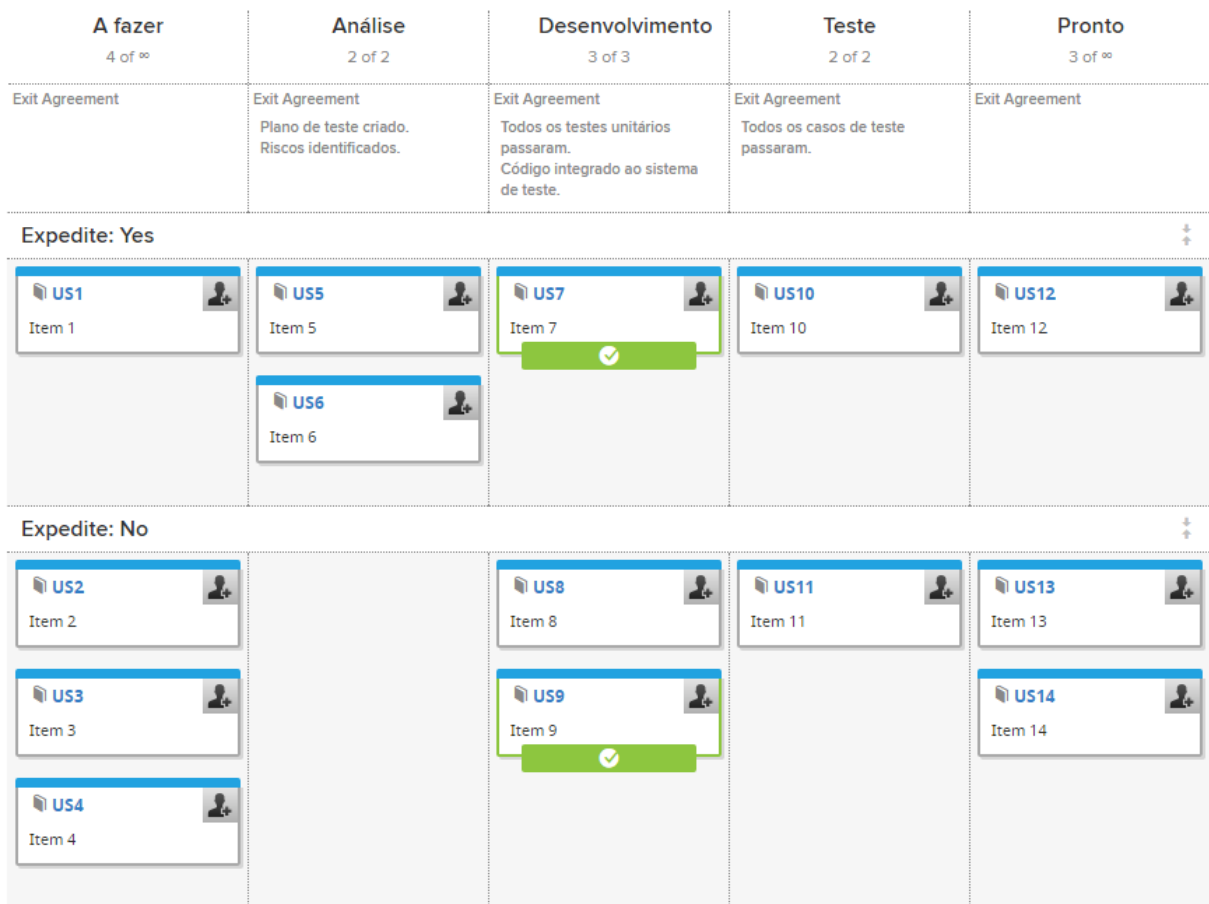 A fazer
Análise
Desenvolvimento
Teste
Pronto
4 of ∞
2 of 2
3 of 3
2 of 2
3 of ∞
Exit Agreement
Exit Agreement
Plano de teste criado.
Riscos identificados.
Exit Agreement
Todos os testes unitários
passaram.
Código integrado ao sistema
de teste.
Exit Agreement
Todos os casos de teste
passaram.
Exit Agreement
Expedite: Yes
US1
Item 1
US5
Item 5
US7
Item 7
US10
Item 10
US12
Item 12
US6
Item 6
Expedite: No
US2
Item 2
US8
Item 8
US11
Item 11
US13
Item 13
US3
Item 3
US9
Item 9
US14
Item 14
US4
Item 4